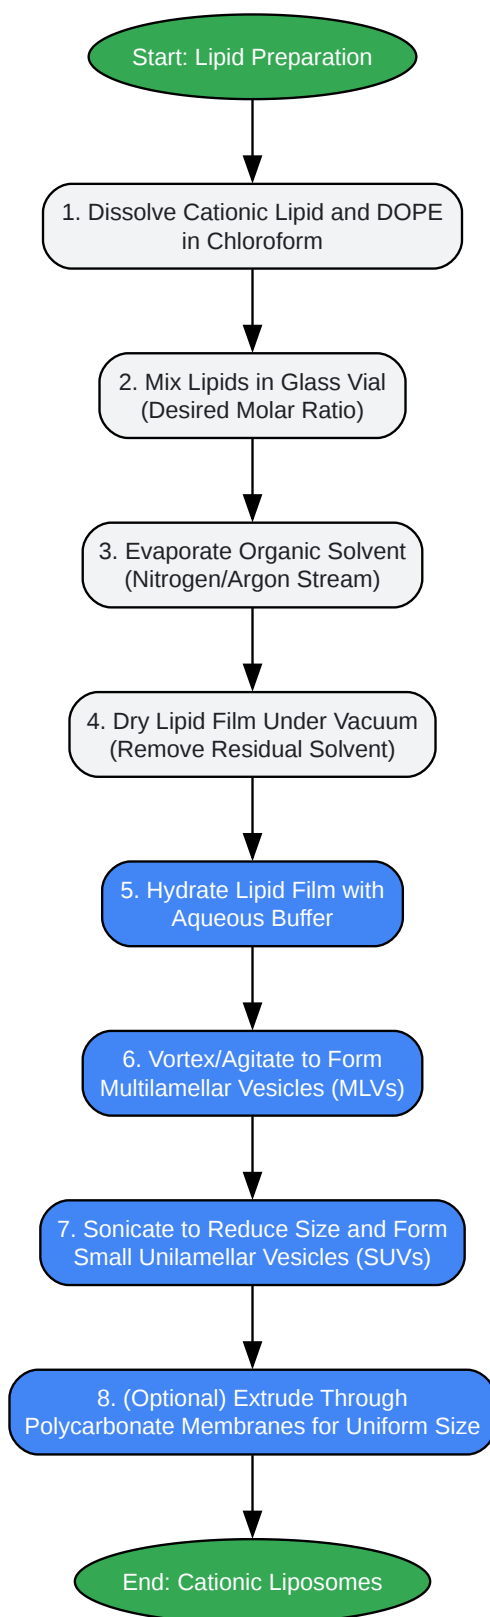 Start: Lipid Preparation
1. Dissolve Cationic Lipid and DOPE
in Chloroform
2. Mix Lipids in Glass Vial
(Desired Molar Ratio)
3. Evaporate Organic Solvent
(Nitrogen/Argon Stream)
4. Dry Lipid Film Under Vacuum
(Remove Residual Solvent)
5. Hydrate Lipid Film with
Aqueous Buffer
6. Vortex/Agitate to Form
Multilamellar Vesicles (MLVs)
7. Sonicate to Reduce Size and Form
Small Unilamellar Vesicles (SUVs)
8. (Optional) Extrude Through
Polycarbonate Membranes for Uniform Size
End: Cationic Liposomes